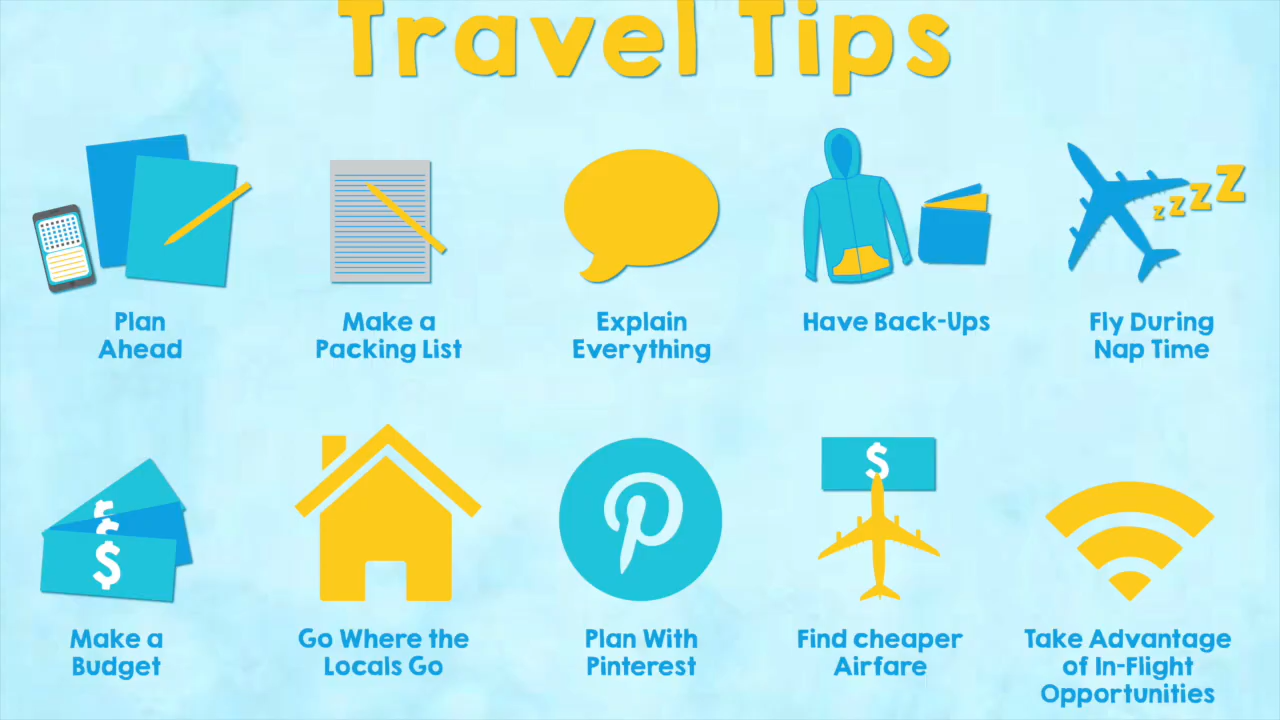 Travel Tips
z z z z
Plan
Ahead
Make a
Packing List
Explain
Everything
Have Back-Ups
Fly During
Nap Time
$
$
Make a
Budget
Go Where the
Locals Go
Plan With
Pinterest
Find cheaper
Airfare
Take Advantage
of In-Flight
Opportunities